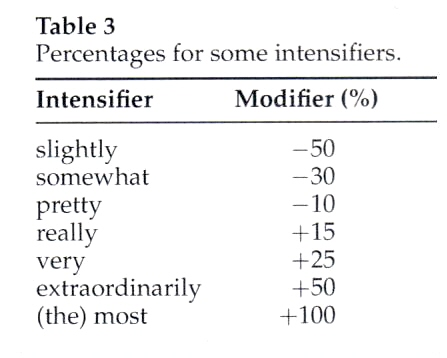 Table 3
Percentages for some intensifiers.
Intensifier Modifier (%)
slightly −50
somewhat −30
pretty −10
really +15
very +25
extraordinarily +50
(the) most +100